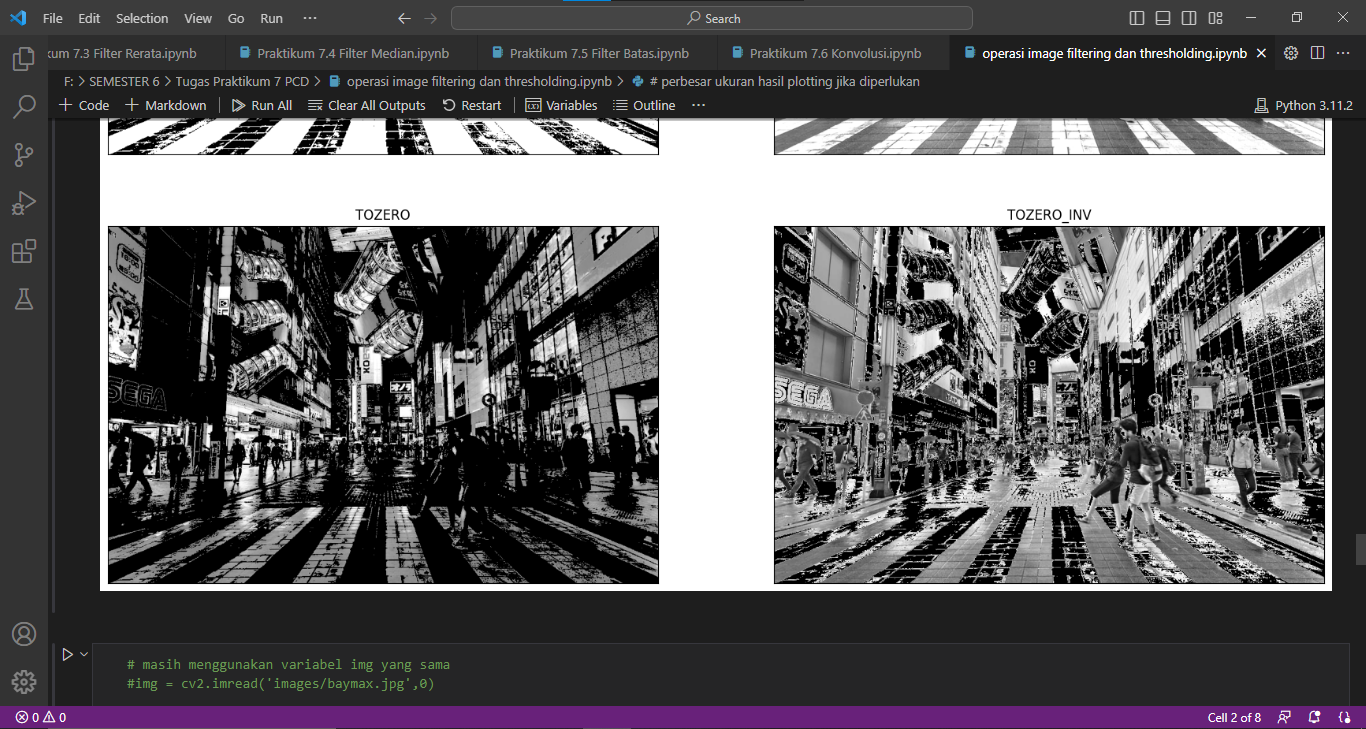 File Edit Selection View Go Run ··· Search
kum 7.3 Filter Rerata.ipynb Praktikum 7.4 Filter Median.ipynb Praktikum 7.5 Filter Batas.ipynb Praktikum 7.6 Konvolusi.ipynb operasi image filtering dan thresholding.ipynb
F: > SEMESTER 6 > Tugas Praktikum 7 PCD > operasi image filtering dan thresholding.ipynb > # perbesar ukuran hasil plotting jika diperlukan
+ Code + Markdown Run All Clear All Outputs Restart Variables Outline ··· Python 3.11.2
TOZERO TOZERO_INV
SEGA SEGA
# masih menggunakan variabel img yang sama
#img = cv2.imread('images/baymax.jpg',0)
0 0 Cell 2 of 8